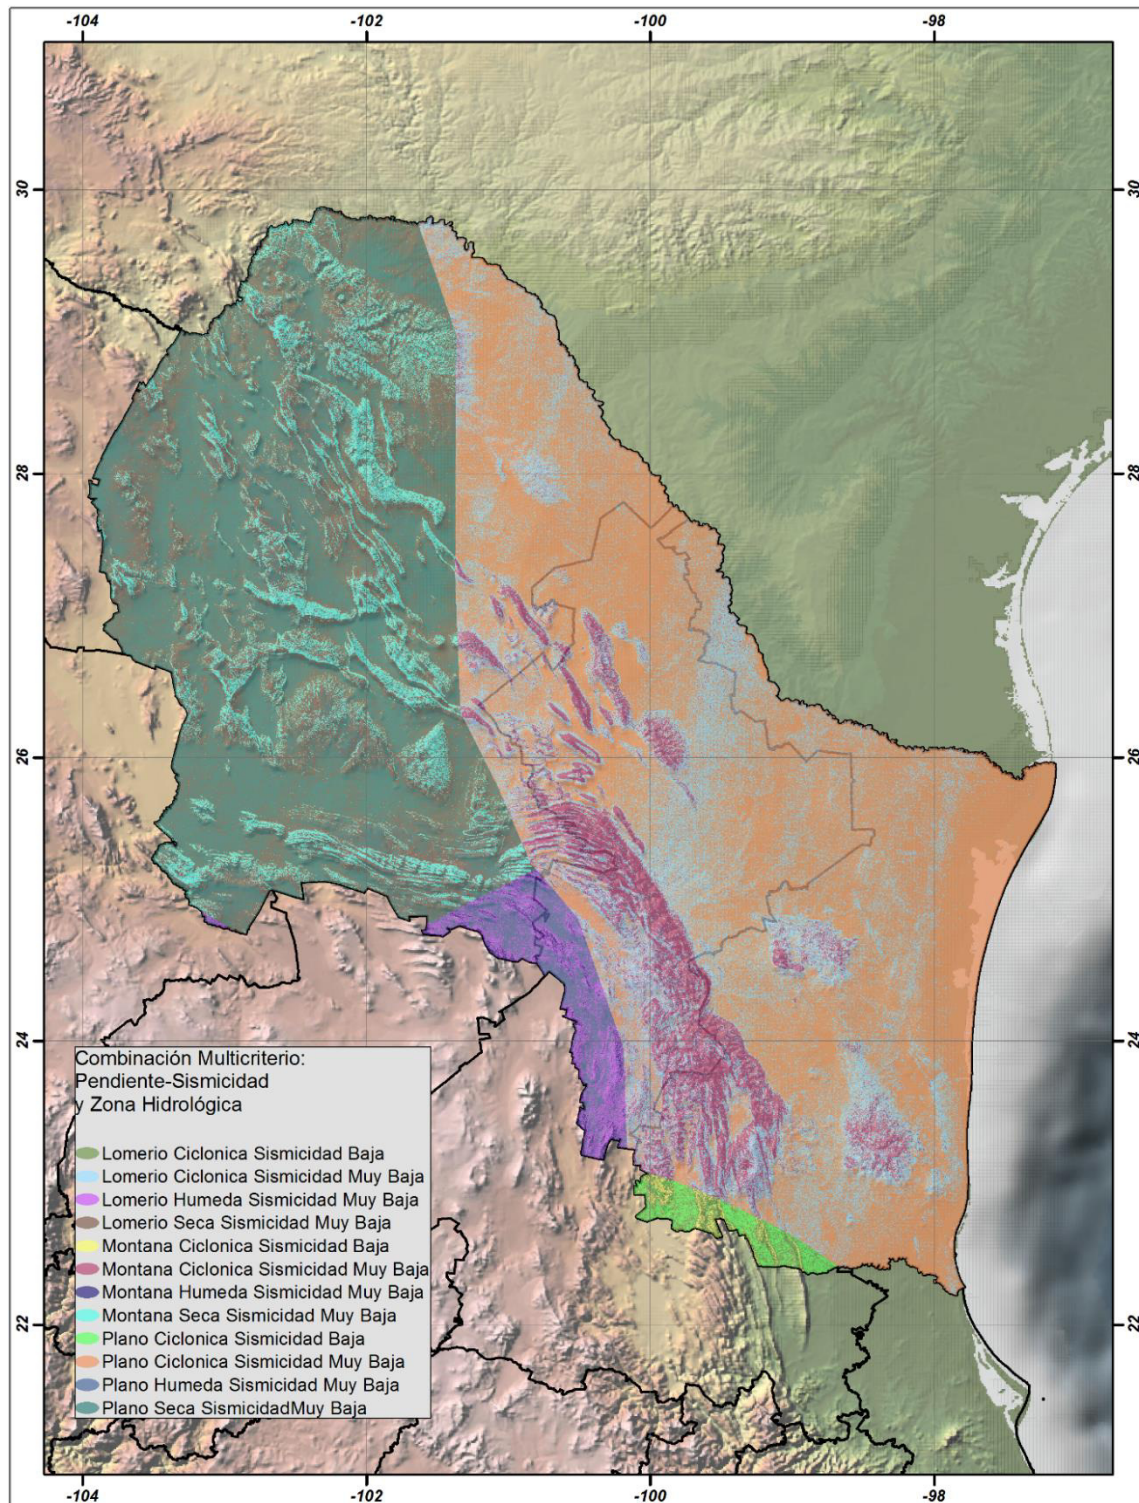 -104 -102 -100 -98
30 30
28 28
26 26
24 24
22 22
Combinación Multicriterio:
Pendiente-Sismicidad
y Zona Hidrológica
Lomerio Ciclonica Sismicidad Baja
Lomerio Ciclonica Sismicidad Muy Baja
Lomerio Humeda Sismicidad Muy Baja
Lomerio Seca Sismicidad Muy Baja
Montana Ciclonica Sismicidad Baja
Montana Ciclonica Sismicidad Muy Baja
Montana Humeda Sismicidad Muy Baja
Montana Seca Sismicidad Muy Baja
Plano Ciclonica Sismicidad Baja
Plano Ciclonica Sismicidad Muy Baja
Plano Humeda Sismicidad Muy Baja
Plano Seca SismicidadMuy Baja
-104 -102 -100 -98